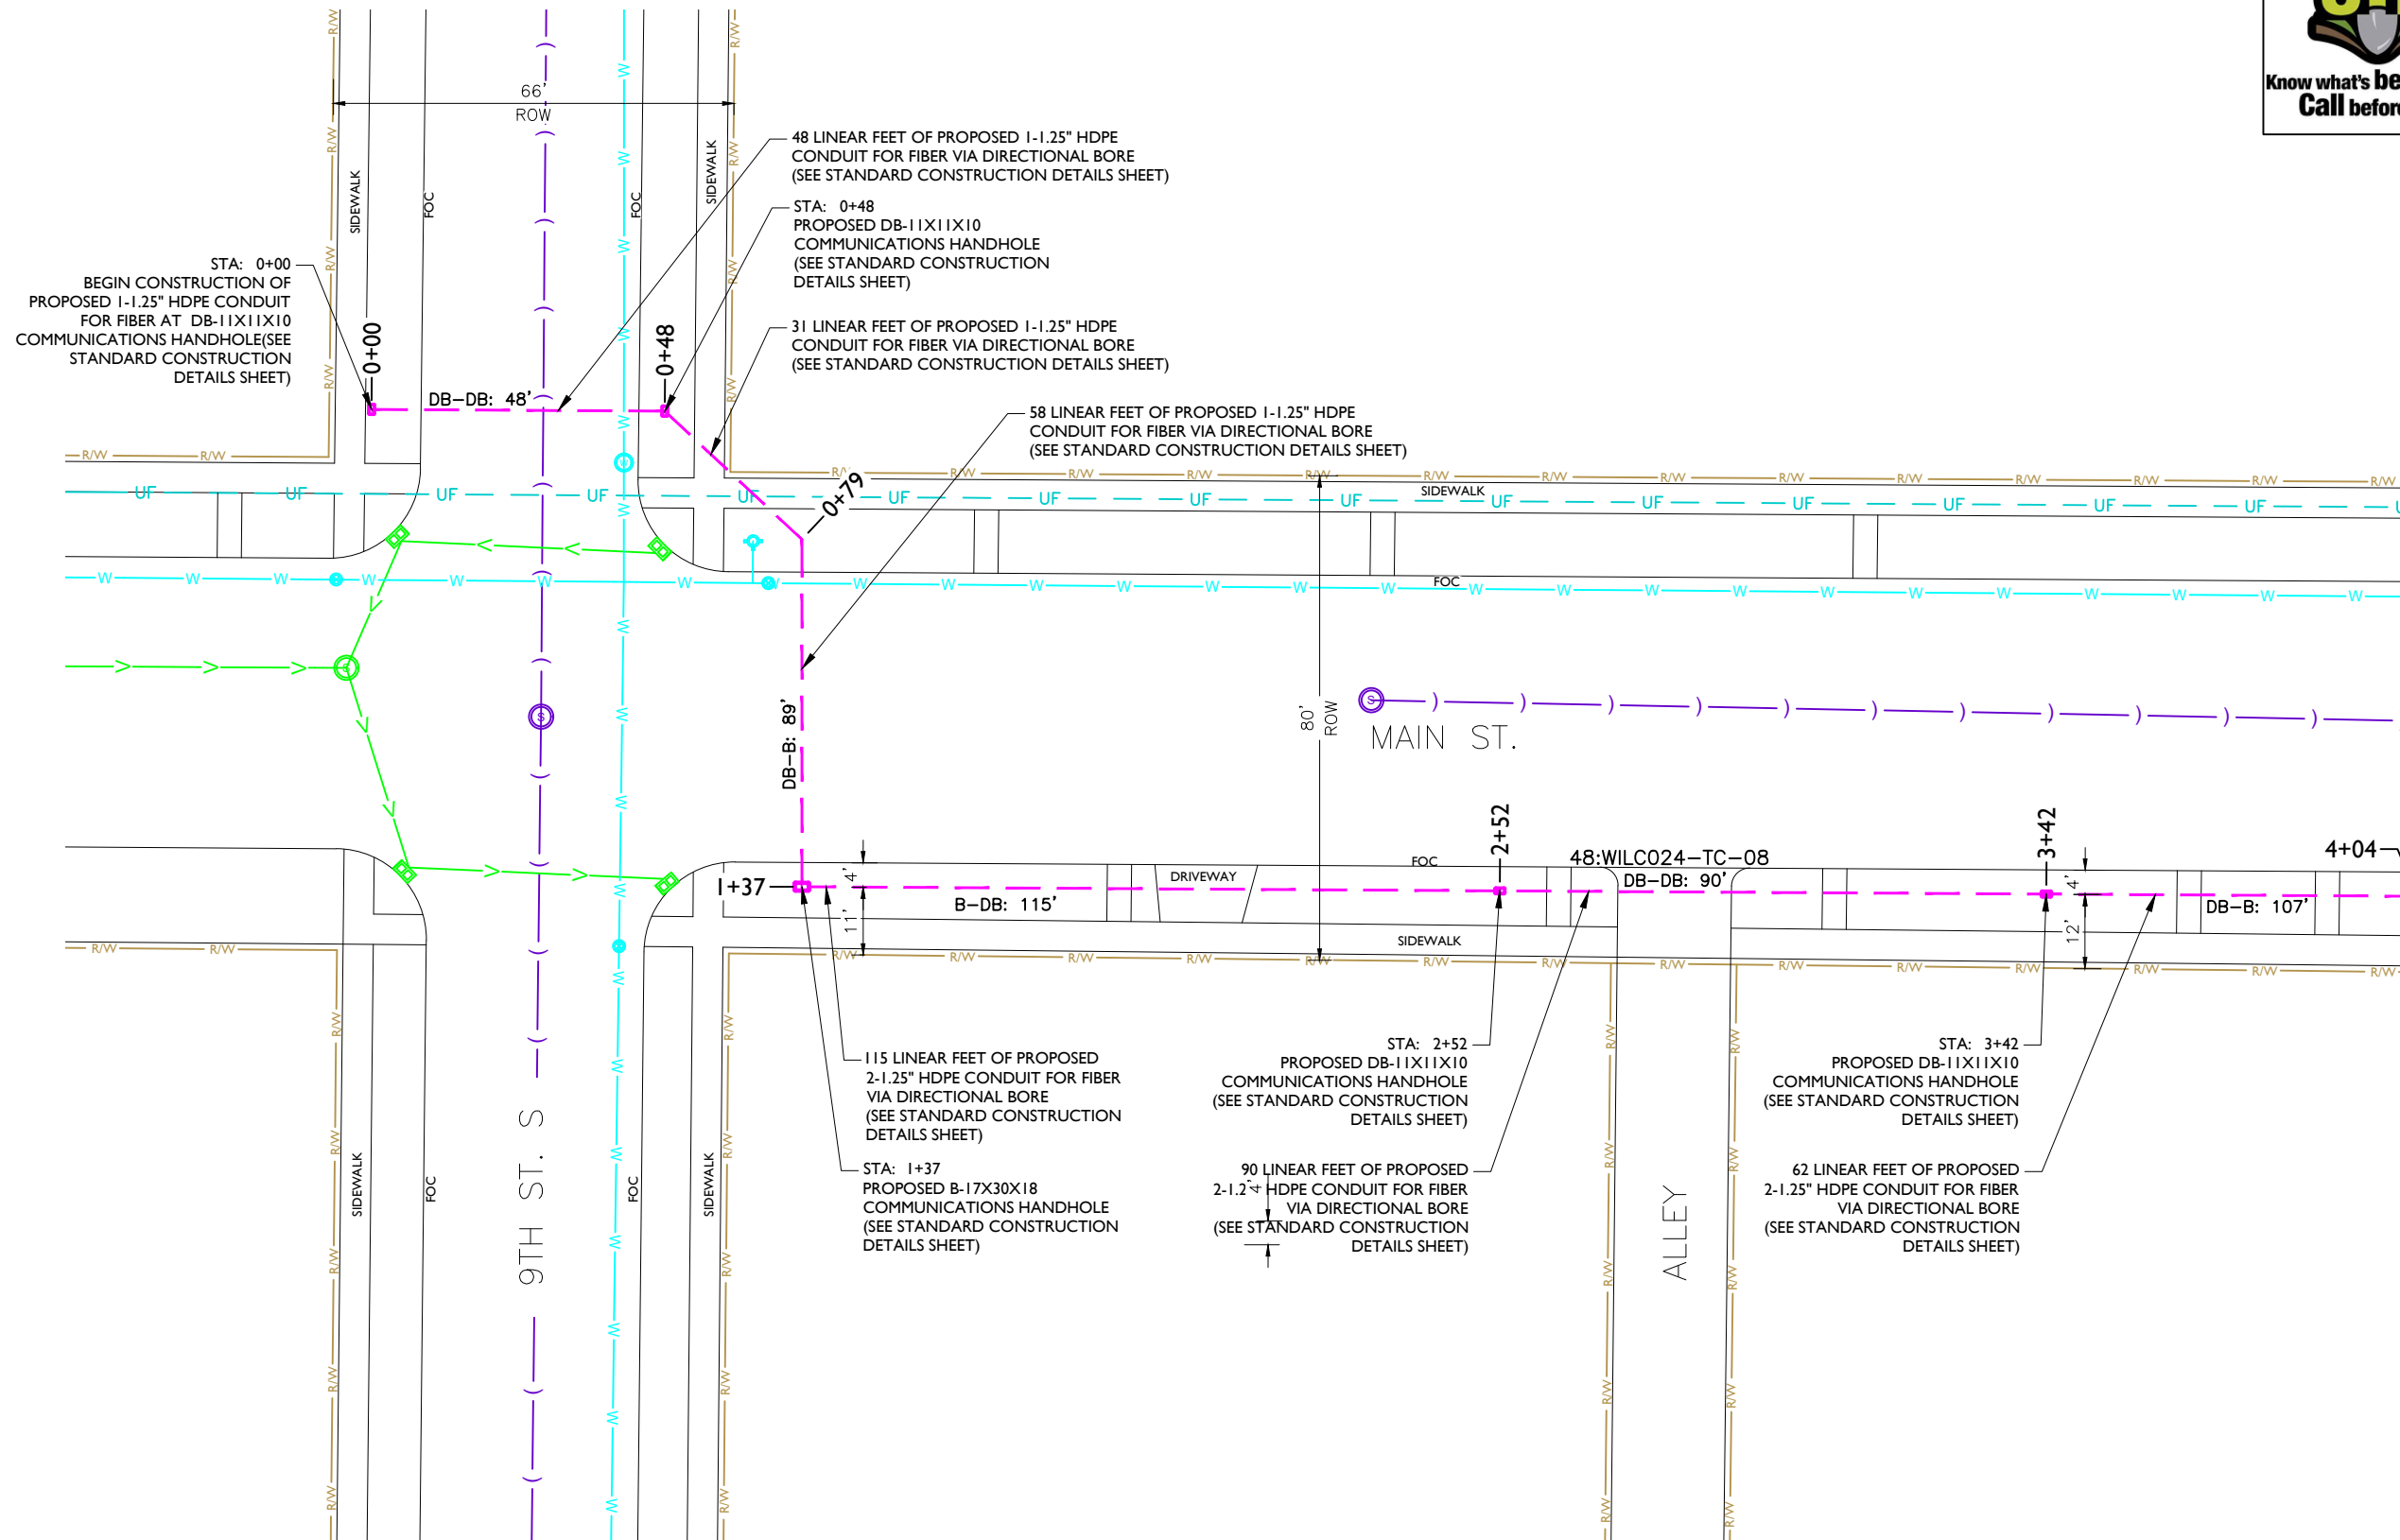 Know what's be
Call before
66'
ROW
48 LINEAR FEET OF PROPOSED 1-1.25" HDPE
CONDUIT FOR FIBER VIA DIRECTIONAL BORE
(SEE STANDARD CONSTRUCTION DETAILS SHEET)
STA: 0+48
PROPOSED DB-11X11X10
COMMUNICATIONS HANDHOLE
(SEE STANDARD CONSTRUCTION
DETAILS SHEET)
31 LINEAR FEET OF PROPOSED 1-1.25" HDPE
CONDUIT FOR FIBER VIA DIRECTIONAL BORE
(SEE STANDARD CONSTRUCTION DETAILS SHEET)
58 LINEAR FEET OF PROPOSED 1-1.25" HDPE
CONDUIT FOR FIBER VIA DIRECTIONAL BORE
(SEE STANDARD CONSTRUCTION DETAILS SHEET)
STA: 0+00
BEGIN CONSTRUCTION OF
PROPOSED 1-1.25" HDPE CONDUIT
FOR FIBER AT DB-11X11X10
COMMUNICATIONS HANDHOLE(SEE
STANDARD CONSTRUCTION
DETAILS SHEET)
SIDEWALK
FOC
FOC
SIDEWALK
0+00
0+48
DB-DB: 48'
0+79
SIDEWALK
FOC
DB-B: 89'
80'
ROW
MAIN ST.
1+37
4'
11'
B-DB: 115'
DRIVEWAY
FOC
2+52
48:WILC024-TC-08
DB-DB: 90'
3+42
4'
12'
4+04
DB-B: 107'
SIDEWALK
115 LINEAR FEET OF PROPOSED
2-1.25" HDPE CONDUIT FOR FIBER
VIA DIRECTIONAL BORE
(SEE STANDARD CONSTRUCTION
DETAILS SHEET)
STA: 1+37
PROPOSED B-17X30X18
COMMUNICATIONS HANDHOLE
(SEE STANDARD CONSTRUCTION
DETAILS SHEET)
STA: 2+52
PROPOSED DB-11X11X10
COMMUNICATIONS HANDHOLE
(SEE STANDARD CONSTRUCTION
DETAILS SHEET)
90 LINEAR FEET OF PROPOSED
2-1.2" HDPE CONDUIT FOR FIBER
VIA DIRECTIONAL BORE
(SEE STANDARD CONSTRUCTION
DETAILS SHEET)
4'
STA: 3+42
PROPOSED DB-11X11X10
COMMUNICATIONS HANDHOLE
(SEE STANDARD CONSTRUCTION
DETAILS SHEET)
62 LINEAR FEET OF PROPOSED
2-1.25" HDPE CONDUIT FOR FIBER
VIA DIRECTIONAL BORE
(SEE STANDARD CONSTRUCTION
DETAILS SHEET)
SIDEWALK
FOC
9TH ST. S
FOC
SIDEWALK
ALLEY
R/W
UF
W
S